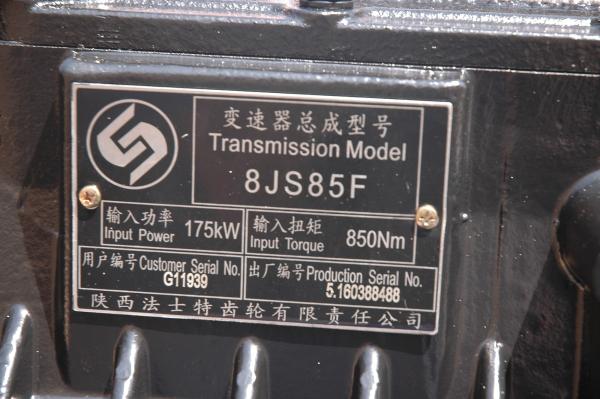 变速器总成型号
Transmission Model
8JS85F
输入功率 175kW
Input Power
输入扭矩 850Nm
Input Torque
用户编号 Customer Serial No.
G11939
出厂编号 Production Serial No.
5.160388488
陕西法士特齿轮有限责任公司